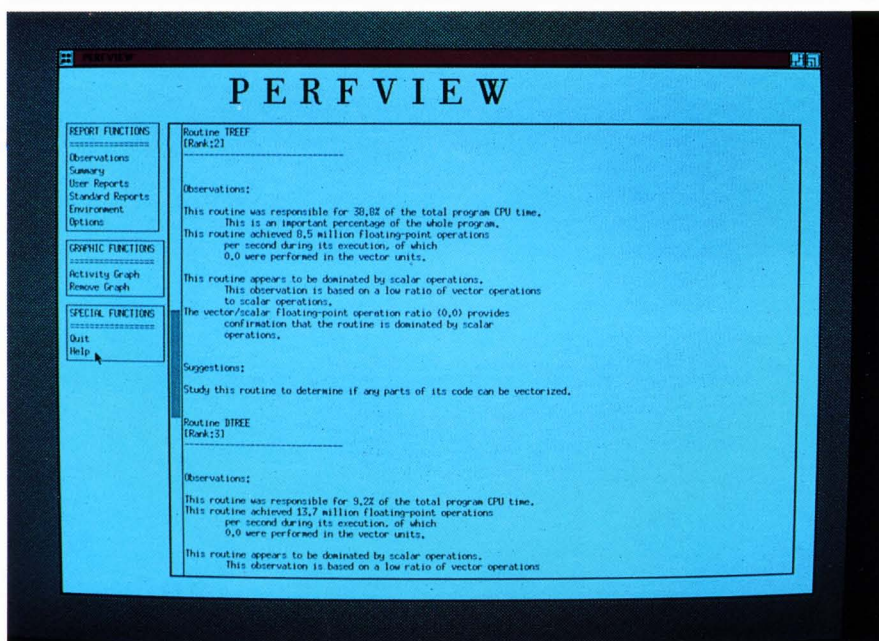 PERFVIEW
PERFVIEW
REPORT FUNCTIONS
================
Observations
Summary
User Reports
Standard Reports
Environment
Options
GRAPHIC FUNCTIONS
=================
Activity Graph
Remove Graph
SPECIAL FUNCTIONS
=================
Quit
Help
Routine TREEF
[Rank:2]
--------------------------------
Observations:
This routine was responsible for 38.8% of the total program CPU time.
This is an important percentage of the whole program.
This routine achieved 8.5 million floating-point operations
per second during its execution, of which
0.0 were performed in the vector units.
This routine appears to be dominated by scalar operations.
This observation is based on a low ratio of vector operations
to scalar operations.
The vector/scalar floating-point operation ratio (0.0) provides
confirmation that the routine is dominated by scalar
operations.
Suggestions:
Study this routine to determine if any parts of its code can be vectorized.
Routine DTREE
[Rank:3]
--------------------------------
Observations:
This routine was responsible for 9.2% of the total program CPU time.
This routine achieved 13.7 million floating-point operations
per second during its execution, of which
0.0 were performed in the vector units.
This routine appears to be dominated by scalar operations.
This observation is based on a low ratio of vector operations